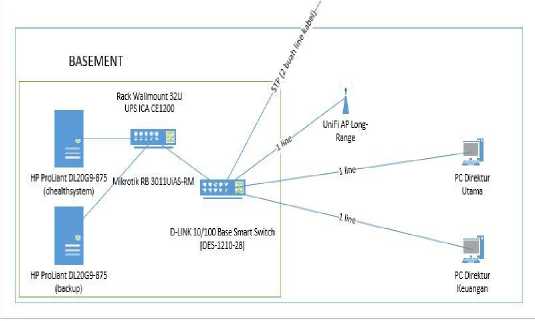 BASEMENT
STP (2 buah line kabel)
Rack Wallmount 32U
UPS ICA CE1200
UniFi AP Long-
Range
1 line
HP ProLiant DL20G9-875
(dhealthsystem)
Mikrotik RB 3011UiAS-RM
1 line
PC Direktur
Utama
D-LINK 10/100 Base Smart Switch
(DES-1210-28)
1 line
HP ProLiant DL20G9-875
(backup)
PC Direktur
Keuangan